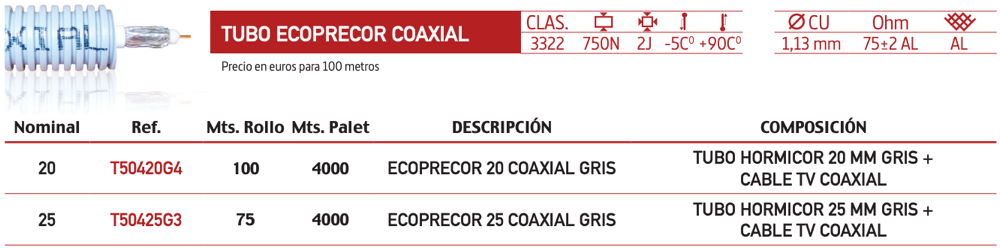 XIAL
TUBO ECOPRECOR COAXIAL
Precio en euros para 100 metros
CLAS.
3322 750N 2J -5Cº +90Cº
Ø CU Ohm
1,13 mm 75±2 AL AL
Nominal Ref. Mts. Rollo Mts. Palet DESCRIPCIÓN COMPOSICIÓN
20 T50420G4 100 4000 ECOPRECOR 20 COAXIAL GRIS TUBO HORMICOR 20 MM GRIS +
CABLE TV COAXIAL
25 T50425G3 75 4000 ECOPRECOR 25 COAXIAL GRIS TUBO HORMICOR 25 MM GRIS +
CABLE TV COAXIAL